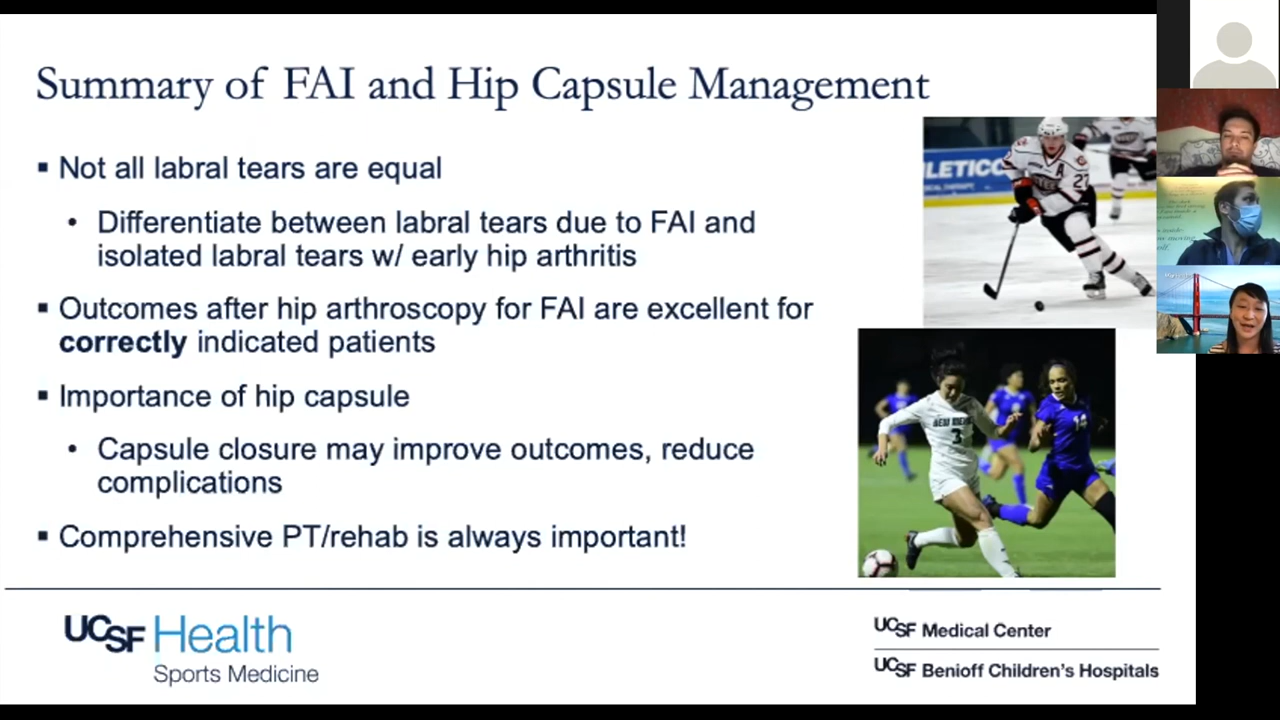 Summary of FAI and Hip Capsule Management
▪ Not all labral tears are equal
• Differentiate between labral tears due to FAI and
isolated labral tears w/ early hip arthritis
▪ Outcomes after hip arthroscopy for FAI are excellent for
correctly indicated patients
▪ Importance of hip capsule
• Capsule closure may improve outcomes, reduce
complications
▪ Comprehensive PT/rehab is always important!
A
27
3
14
UCSF Health
Sports Medicine
UCSF Medical Center
UCSF Benioff Children's Hospitals